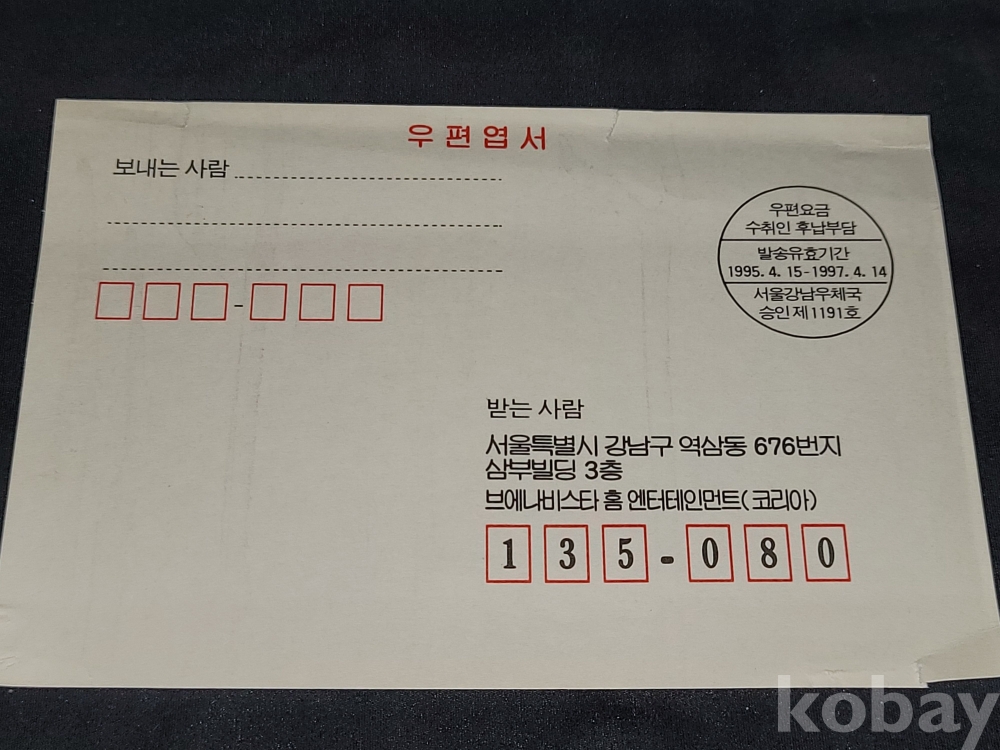 우편엽서
보내는 사람
우편요금
수취인 후납부담
발송유효기간
1995. 4. 15-1997. 4. 14
서울강남우체국
승인 제1191호
받는 사람
서울특별시 강남구 역삼동 676번지
삼부빌딩 3층
브에나비스타 홈 엔터테인먼트(코리아)
135-080
kobay